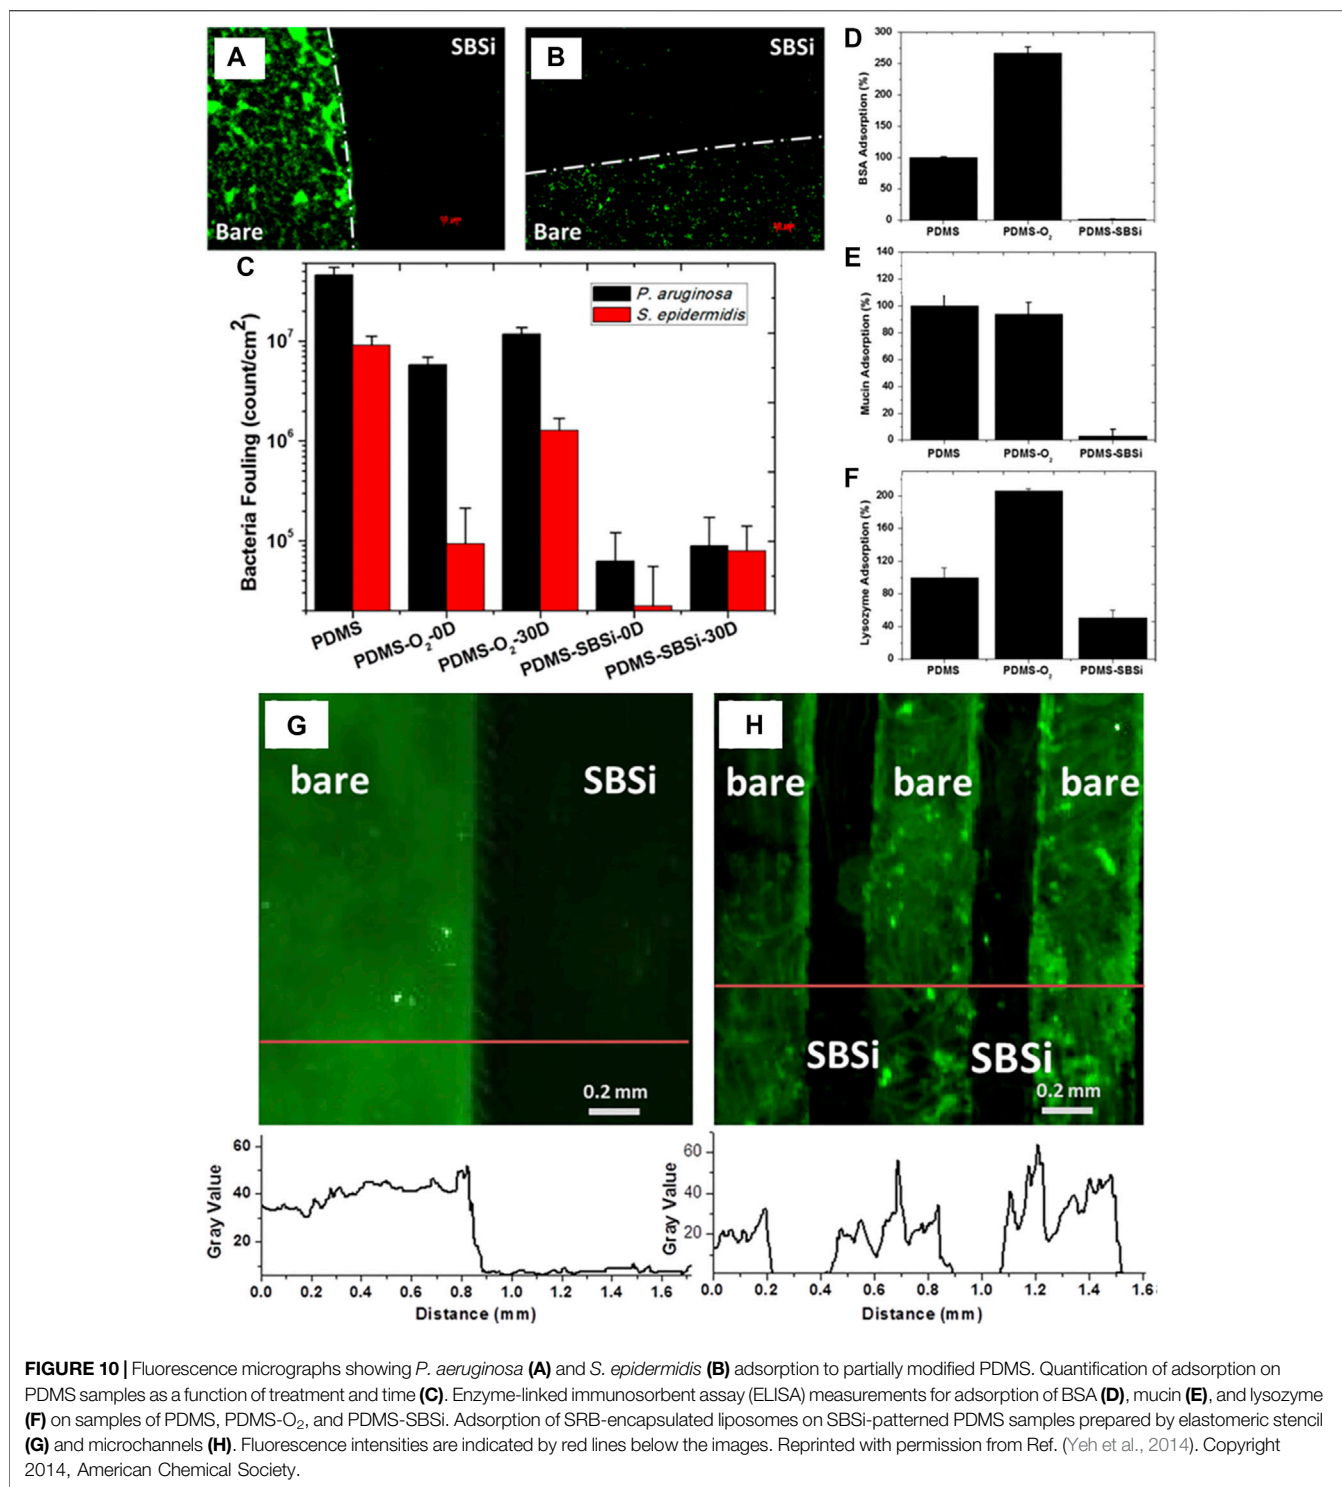 A
SBSi
Bare
B
SBSi
Bare
C
Bacteria Fouling (count/cm²)
10⁷
10⁶
10⁵
P. aruginosa
S. epidermidis
PDMS
PDMS-O₂-0D
PDMS-O₂-30D
PDMS-SBSi-0D
PDMS-SBSi-30D
D
BSA Adsorption (%)
300
250
200
150
100
50
0
PDMS PDMS-O₂ PDMS-SBSi
E
Mucin Adsorption (%)
140
120
100
80
60
40
20
0
PDMS PDMS-O₂ PDMS-SBSi
F
Lysozyme Adsorption (%)
200
160
120
80
40
0
PDMS PDMS-O₂ PDMS-SBSi
G
bare SBSi
0.2 mm
Gray Value
60
40
20
0.0 0.2 0.4 0.6 0.8 1.0 1.2 1.4 1.6
Distance (mm)
H
bare bare bare
SBSi SBSi
0.2 mm
Gray Value
60
40
20
0.0 0.2 0.4 0.6 0.8 1.0 1.2 1.4 1.6
Distance (mm)
FIGURE 10 | Fluorescence micrographs showing P. aeruginosa (A) and S. epidermidis (B) adsorption to partially modified PDMS. Quantification of adsorption on
PDMS samples as a function of treatment and time (C). Enzyme-linked immunosorbent assay (ELISA) measurements for adsorption of BSA (D), mucin (E), and lysozyme
(F) on samples of PDMS, PDMS-O₂, and PDMS-SBSi. Adsorption of SRB-encapsulated liposomes on SBSi-patterned PDMS samples prepared by elastomeric stencil
(G) and microchannels (H). Fluorescence intensities are indicated by red lines below the images. Reprinted with permission from Ref. (Yeh et al., 2014). Copyright
2014, American Chemical Society.